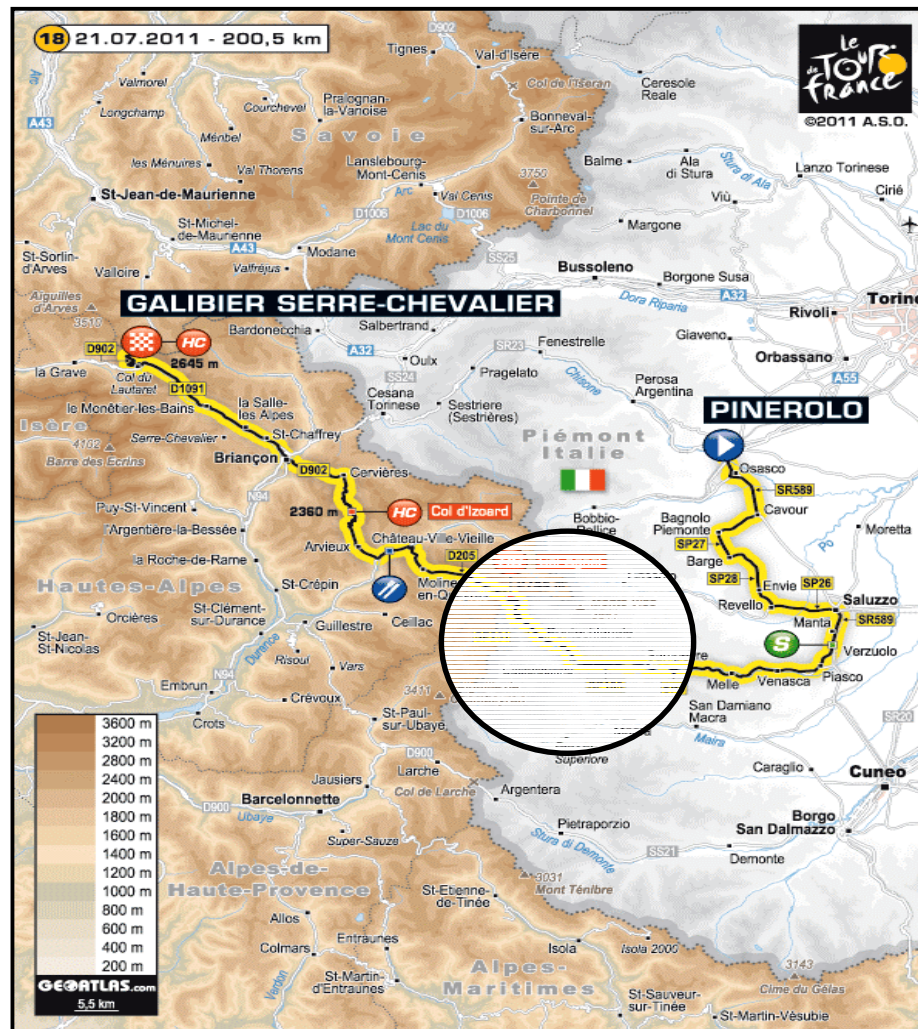 18 21.07.2011 - 200,5 km
Le
TOUR
de
france
©2011 A.S.O.
D902
Tignes
Val-d'Isère
Col de l'Iseran
Arc
Valmorel
Longchamp
Courchevel
Pralognan-
la-Vanoise
Bonneval-
sur-Arc
Ceresole
Reale
A43
Méribel
Savoie
les Ménuires
Val Thorens
Lanslebourg-
Mont-Cenis
Balme
Ala
di Stura
Stura di Ala
Lanzo Torinese
Cirié
St-Jean-de-Maurienne
Arc
Val Cenis
3750
Pointe de
Charbonnel
Viù
Margone
D1006
D1006
Lac du
Mont Cenis
St-Michel-
de-Maurienne
A43
Modane
SS25
St-Sorlin-
d'Arves
Valloire
Valfréjus
Bussoleno
Borgone Susa
Dora Riparia
A32
Aiguilles
d'Arves
3510
GALIBIER SERRE-CHEVALIER
Rivoli
Torino
Bardonecchia
Salbertrand
SR23
Fenestrelle
Giaveno
Orbassano
HC
2645 m
D902
la Grave
Col du
Lautaret
D1091
A32
Oulx
SS24
Pragelato
Chisone
Perosa
Argentina
A55
Cesana
Torinese
Sestriere
(Sestrières)
PINEROLO
le Monêtier-les-Bains
la Salle-
les Alpes
Serre-Chevalier
St-Chaffrey
Isère
4102
Barre des Ecrins
Briançon
D902
Cervières
Piémont
Italie
Osasco
SR589
Cavour
N94
Puy-St-Vincent
2360 m
HC
Col d'Izoard
Bobbio-
Bagnolo
Piemonte
SP27
Moretta
Po
l'Argentière-la-Bessée
Château-Ville-Vieille
Arvieux
D205
Barge
la Roche-de-Rame
SP28
Envie
SP26
Hautes-Alpes
St-Crépin
Revello
Saluzzo
Manta
SR589
Orcières
St-Clément-
sur-Durance
Guillestre
Ceillac
St-Jean-
St-Nicolas
Durance
Risoul
Vars
S
Verzuolo
Melle
Venasca
Piasco
Embrun
N94
Crévoux
3411
San Damiano
Macra
SR20
Crots
St-Paul-
sur-Ubaye
Maira
3600 m
3200 m
2800 m
2400 m
2000 m
1600 m
1400 m
1200 m
1000 m
800 m
600 m
400 m
200 m
D900
Larche
Col de Larche
Superiore
Caraglio
Cuneo
Jausiers
Argentera
D900
Barcelonnette
Ubaye
Super-Sauze
Pietraporzio
Stura di Demonte
SS21
Borgo
San Dalmazzo
Demonte
Alpes-de-
Haute-Provence
St-Etienne-
de-Tinée
3031
Mont Ténibre
Allos
Colmars
Entraunes
Isola
Isola 2000
Verdon
St-Martin-
d'Entraunes
Alpes-
Maritimes
3143
Cime du Gélas
St-Sauveur-
sur-Tinée
St-Martin-Vésubie
GEOATLAS.com
5,5 km